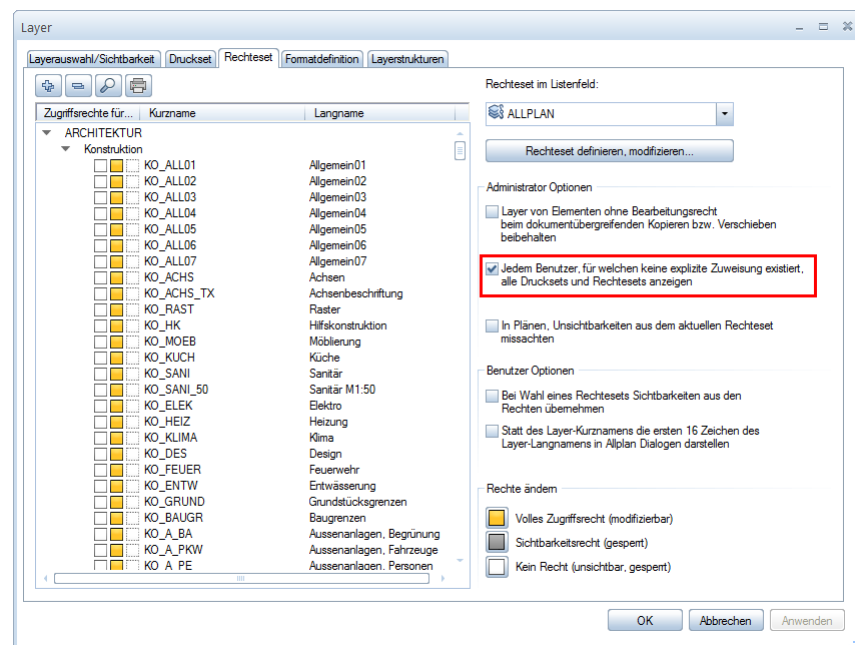 Layer
Layerauswahl/Sichtbarkeit Druckset Rechteset Formatdefinition Layerstrukturen
Zugriffsrechte für... Kurzname Langname
ARCHITEKTUR
Konstruktion
KO_ALL01 Allgemein01
KO_ALL02 Allgemein02
KO_ALL03 Allgemein03
KO_ALL04 Allgemein04
KO_ALL05 Allgemein05
KO_ALL06 Allgemein06
KO_ALL07 Allgemein07
KO_ACHS Achsen
KO_ACHS_TX Achsenbeschriftung
KO_RAST Raster
KO_HK Hilfskonstruktion
KO_MOEB Möblierung
KO_KUCH Küche
KO_SANI Sanitär
KO_SANI_50 Sanitär M1:50
KO_ELEK Elektro
KO_HEIZ Heizung
KO_KLIMA Klima
KO_DES Design
KO_FEUER Feuerwehr
KO_ENTW Entwässerung
KO_GRUND Grundstücksgrenzen
KO_BAUGR Baugrenzen
KO_A_BA Aussenanlagen, Begrünung
KO_A_PKW Aussenanlagen, Fahrzeuge
KO_A_PE Aussenanlagen, Personen
Rechteset im Listenfeld:
ALLPLAN
Rechteset definieren, modifizieren...
Administrator Optionen
Layer von Elementen ohne Bearbeitungsrecht
beim dokumentübergreifenden Kopieren bzw. Verschieben
beibehalten
Jedem Benutzer, für welchen keine explizite Zuweisung existiert,
alle Drucksets und Rechtesets anzeigen
In Plänen, Unsichtbarkeiten aus dem aktuellen Rechteset
missachten
Benutzer Optionen
Bei Wahl eines Rechtesets Sichtbarkeiten aus den
Rechten übernehmen
Statt des Layer-Kurznamens die ersten 16 Zeichen des
Layer-Langnamens in Allplan Dialogen darstellen
Rechte ändern
Volles Zugriffsrecht (modifizierbar)
Sichtbarkeitsrecht (gesperrt)
Kein Recht (unsichtbar, gesperrt)
OK Abbrechen Anwenden